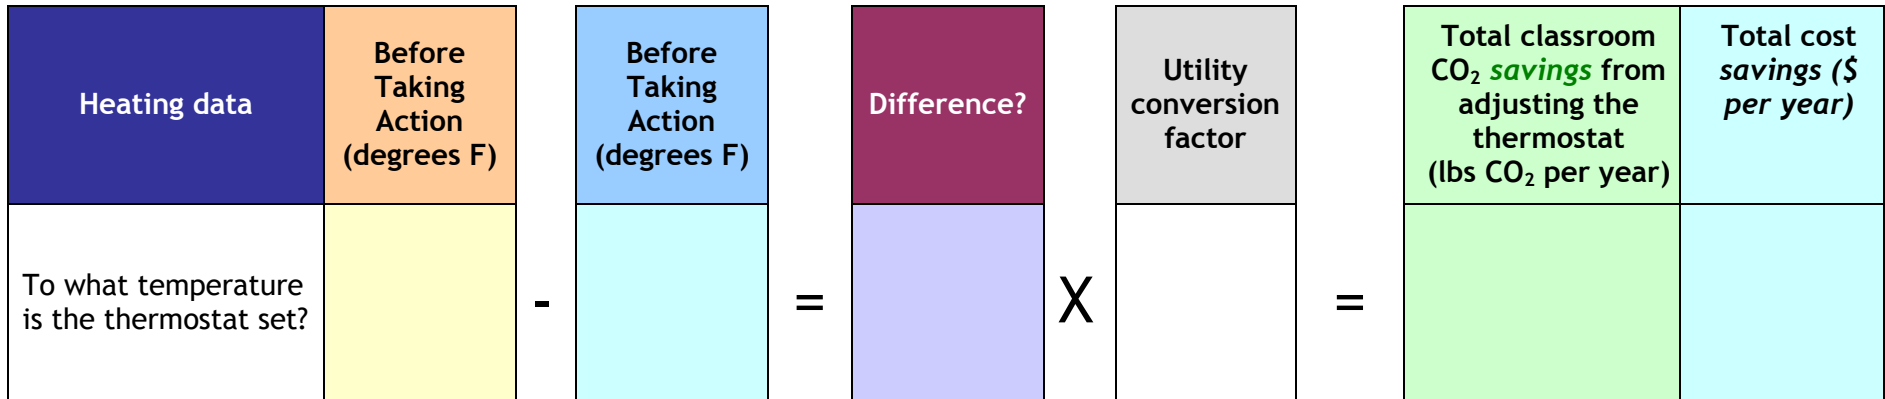 Heating data
Before
Taking
Action
(degrees F)
Before
Taking
Action
(degrees F)
Difference?
Utility
conversion
factor
Total classroom
CO₂ savings from
adjusting the
thermostat
(lbs CO₂ per year)
Total cost
savings ($
per year)
To what temperature
is the thermostat set?
-
=
X
=